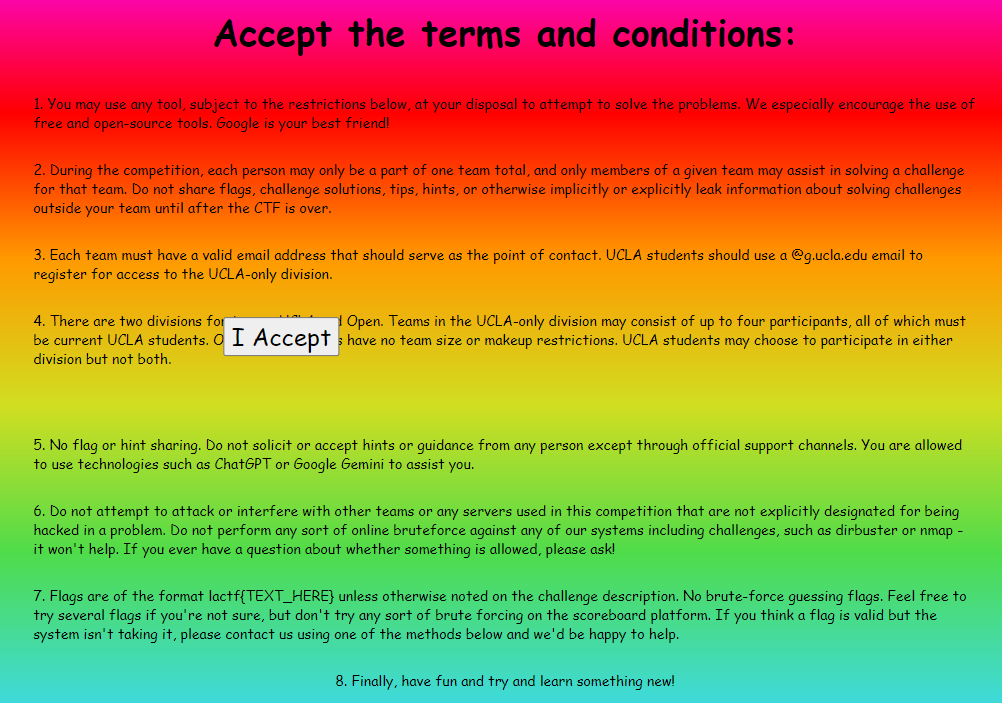 Accept the terms and conditions:
1. You may use any tool, subject to the restrictions below, at your disposal to attempt to solve the problems. We especially encourage the use of
free and open-source tools. Google is your best friend!
2. During the competition, each person may only be a part of one team total, and only members of a given team may assist in solving a challenge
for that team. Do not share flags, challenge solutions, tips, hints, or otherwise implicitly or explicitly leak information about solving challenges
outside your team until after the CTF is over.
3. Each team must have a valid email address that should serve as the point of contact. UCLA students should use a @g.ucla.edu email to
register for access to the UCLA-only division.
4. There are two divisions for Open. Teams in the UCLA-only division may consist of up to four participants, all of which must
I Accept
be current UCLA students. have no team size or makeup restrictions. UCLA students may choose to participate in either
division but not both.
5. No flag or hint sharing. Do not solicit or accept hints or guidance from any person except through official support channels. You are allowed
to use technologies such as ChatGPT or Google Gemini to assist you.
6. Do not attempt to attack or interfere with other teams or any servers used in this competition that are not explicitly designated for being
hacked in a problem. Do not perform any sort of online bruteforce against any of our systems including challenges, such as dirbuster or nmap -
it won't help. If you ever have a question about whether something is allowed, please ask!
7. Flags are of the format lactf{TEXT_HERE} unless otherwise noted on the challenge description. No brute-force guessing flags. Feel free to
try several flags if you're not sure, but don't try any sort of brute forcing on the scoreboard platform. If you think a flag is valid but the
system isn't taking it, please contact us using one of the methods below and we'd be happy to help.
8. Finally, have fun and try and learn something new!